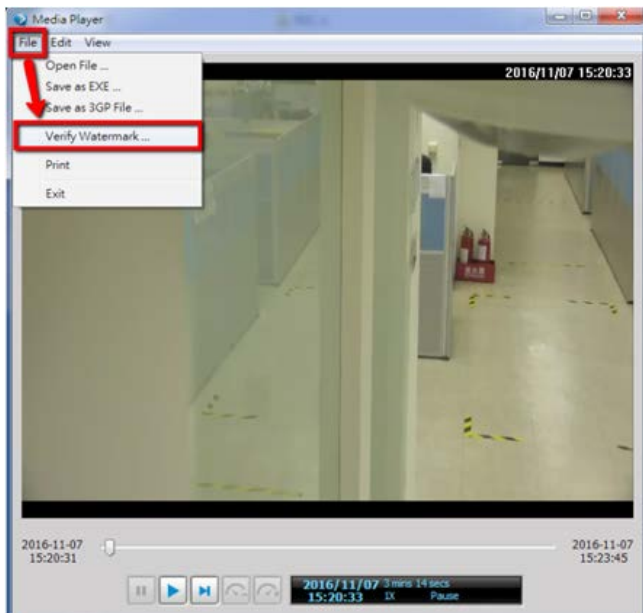 Media Player
File Edit View
Open File ...
Save as EXE ...
Save as 3GP File ...
Verify Watermark ...
Print
Exit
2016/11/07 15:20:33
2016-11-07
15:20:31
2016-11-07
15:23:45
2016/11/07 3 mins 14 secs
15:20:33 1X Pause